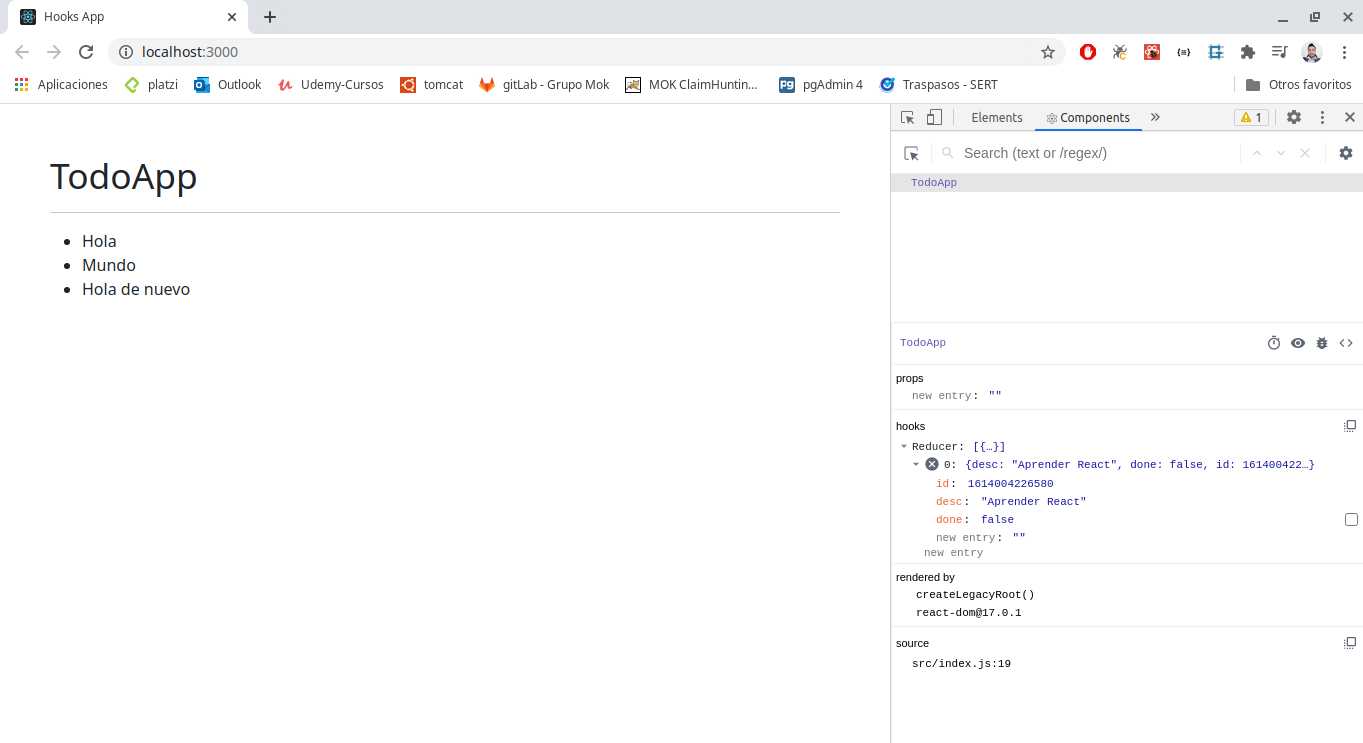 Hooks App
localhost:3000
Aplicaciones platzi Outlook Udemy-Cursos tomcat gitLab - Grupo Mok MOK ClaimHuntin... pgAdmin 4 Traspasos - SERT Otros favoritos
Elements Components » 1
Search (text or /regex/)
TodoApp
TodoApp
Hola
Mundo
Hola de nuevo
TodoApp
props
new entry: ""
hooks
Reducer: [{…}]
0: {desc: "Aprender React", done: false, id: 161400422…}
id: 1614004226580
desc: "Aprender React"
done: false
new entry: ""
new entry
rendered by
createLegacyRoot()
react-dom@17.0.1
source
src/index.js:19